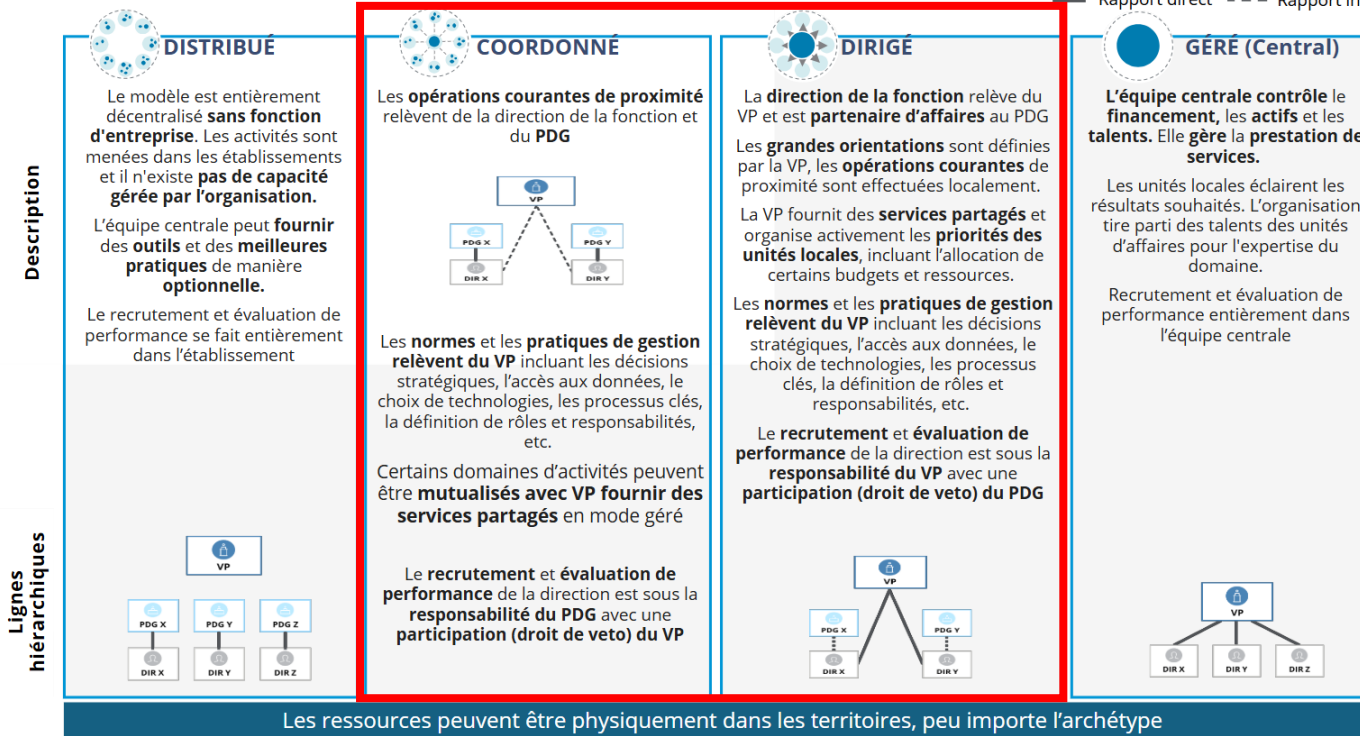 Rapport direct
Rapport in
DISTRIBUÉ
Le modèle est entièrement
décentralisé sans fonction
d'entreprise. Les activités sont
menées dans les établissements
et il n'existe pas de capacité
gérée par l’organisation.
L’équipe centrale peut fournir
des outils et des meilleures
pratiques de manière
optionnelle.
Le recrutement et évaluation de
performance se fait entièrement
dans l’établissement
VP
PDG X
PDG Y
PDG Z
DIR X
DIR Y
DIR Z
COORDONNÉ
Les opérations courantes de proximité
relèvent de la direction de la fonction et
du PDG
VP
PDG X
PDG Y
DIR X
DIR Y
Les normes et les pratiques de gestion
relèvent du VP incluant les décisions
stratégiques, l’accès aux données, le
choix de technologies, les processus clés,
la définition de rôles et responsabilités,
etc.
Certains domaines d’activités peuvent
être mutualisés avec VP fournir des
services partagés en mode géré
Le recrutement et évaluation de
performance de la direction est sous la
responsabilité du PDG avec une
participation (droit de veto) du VP
DIRIGÉ
La direction de la fonction relève du
VP et est partenaire d’affaires au PDG
Les grandes orientations sont définies
par la VP, les opérations courantes de
proximité sont effectuées localement.
La VP fournit des services partagés et
organise activement les priorités des
unités locales, incluant l’allocation de
certains budgets et ressources.
Les normes et les pratiques de gestion
relèvent du VP incluant les décisions
stratégiques, l’accès aux données, le
choix de technologies, les processus
clés, la définition de rôles et
responsabilités, etc.
Le recrutement et évaluation de
performance de la direction est sous la
responsabilité du VP avec une
participation (droit de veto) du PDG
VP
PDG X
PDG Y
DIR X
DIR Y
GÉRÉ (Central)
L’équipe centrale contrôle le
financement, les actifs et les
talents. Elle gère la prestation de
services.
Les unités locales éclairent les
résultats souhaités. L’organisation
tire parti des talents des unités
d’affaires pour l'expertise du
domaine.
Recrutement et évaluation de
performance entièrement dans
l’équipe centrale
VP
DIR X
DIR Y
DIR Z
Description
Lignes
hiérarchiques
Les ressources peuvent être physiquement dans les territoires, peu importe l’archétype